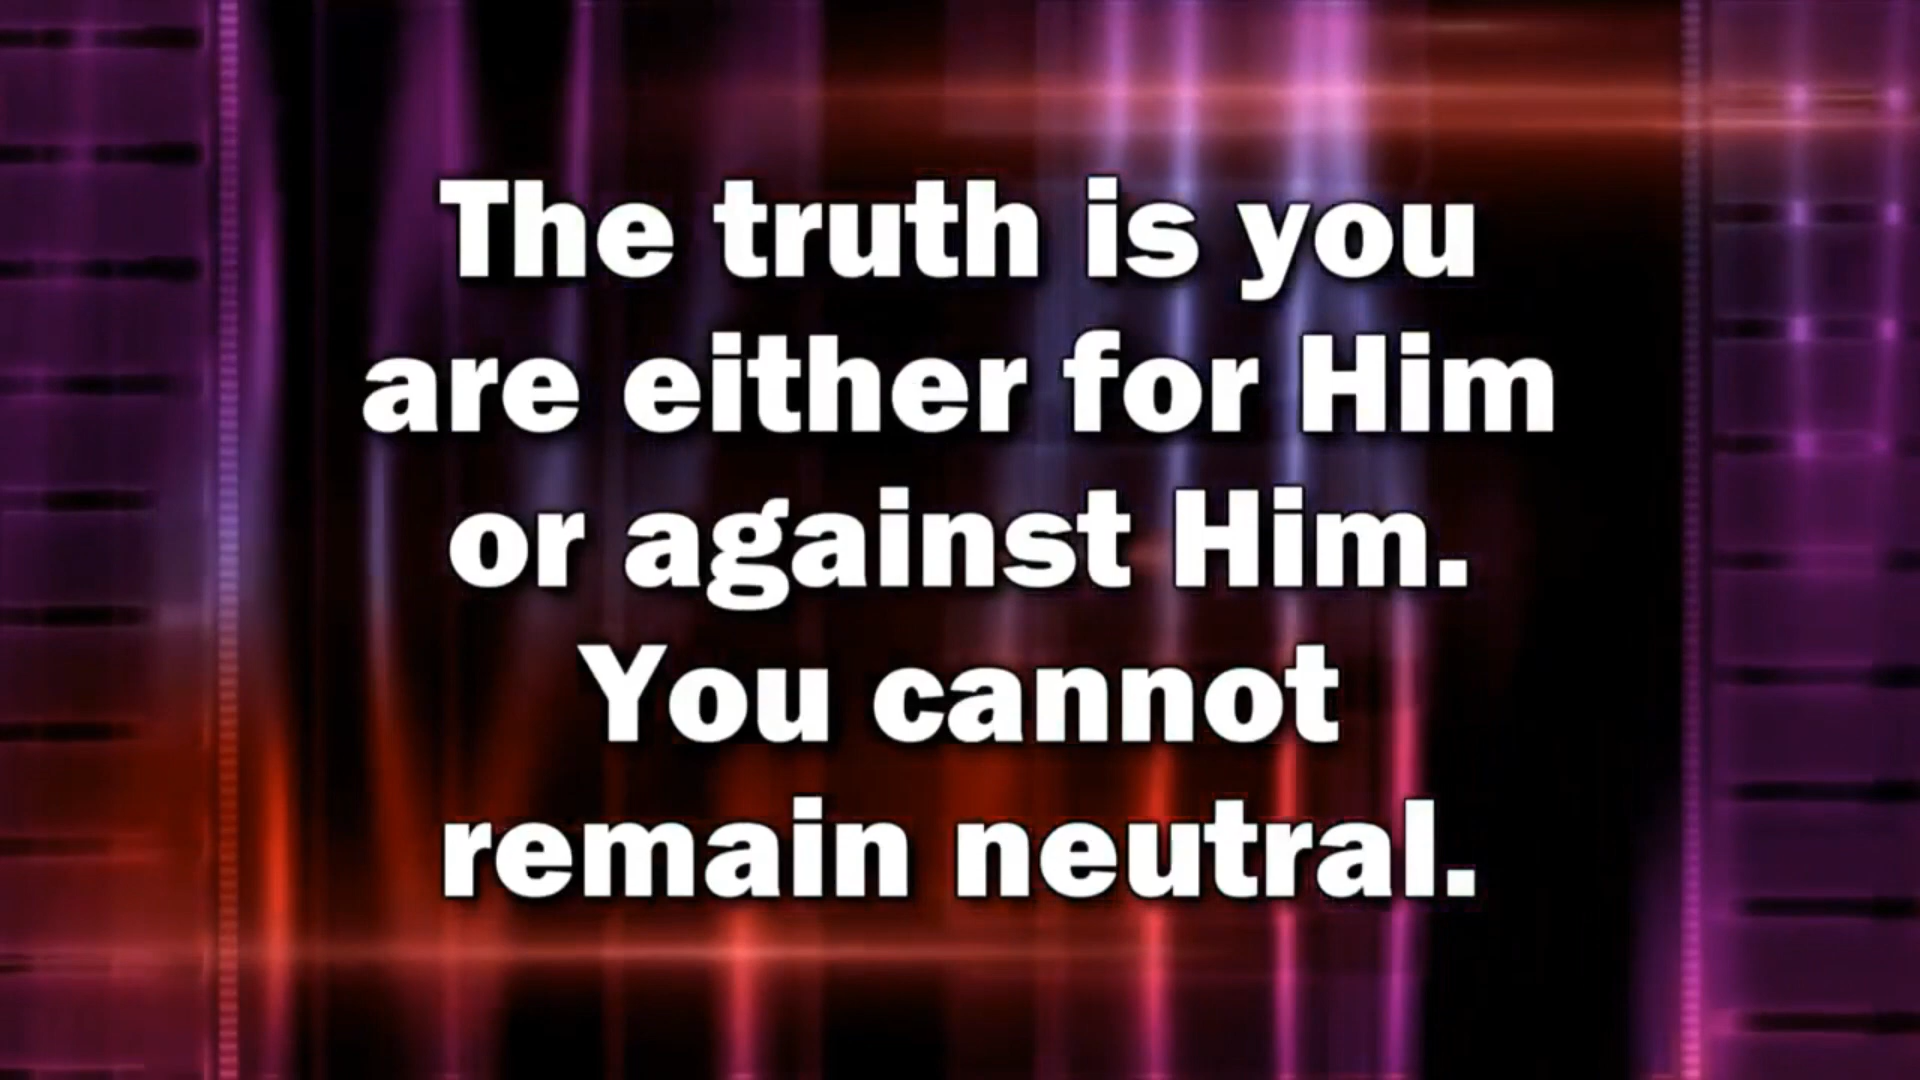 The truth is you
are either for Him
or against Him.
You cannot
remain neutral.